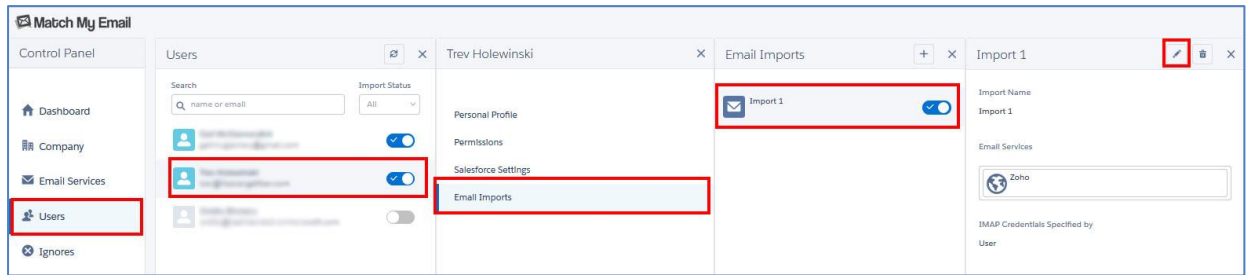 Match My Email
Control Panel
Dashboard
Company
Email Services
Users
Ignores
Users
Search
Import Status
name or email
All
Trev Holewinski
Personal Profile
Permissions
Salesforce Settings
Email Imports
Email Imports
Import 1
Import 1
Import Name
Import 1
Email Services
Zoho
IMAP Credentials Specified by
User